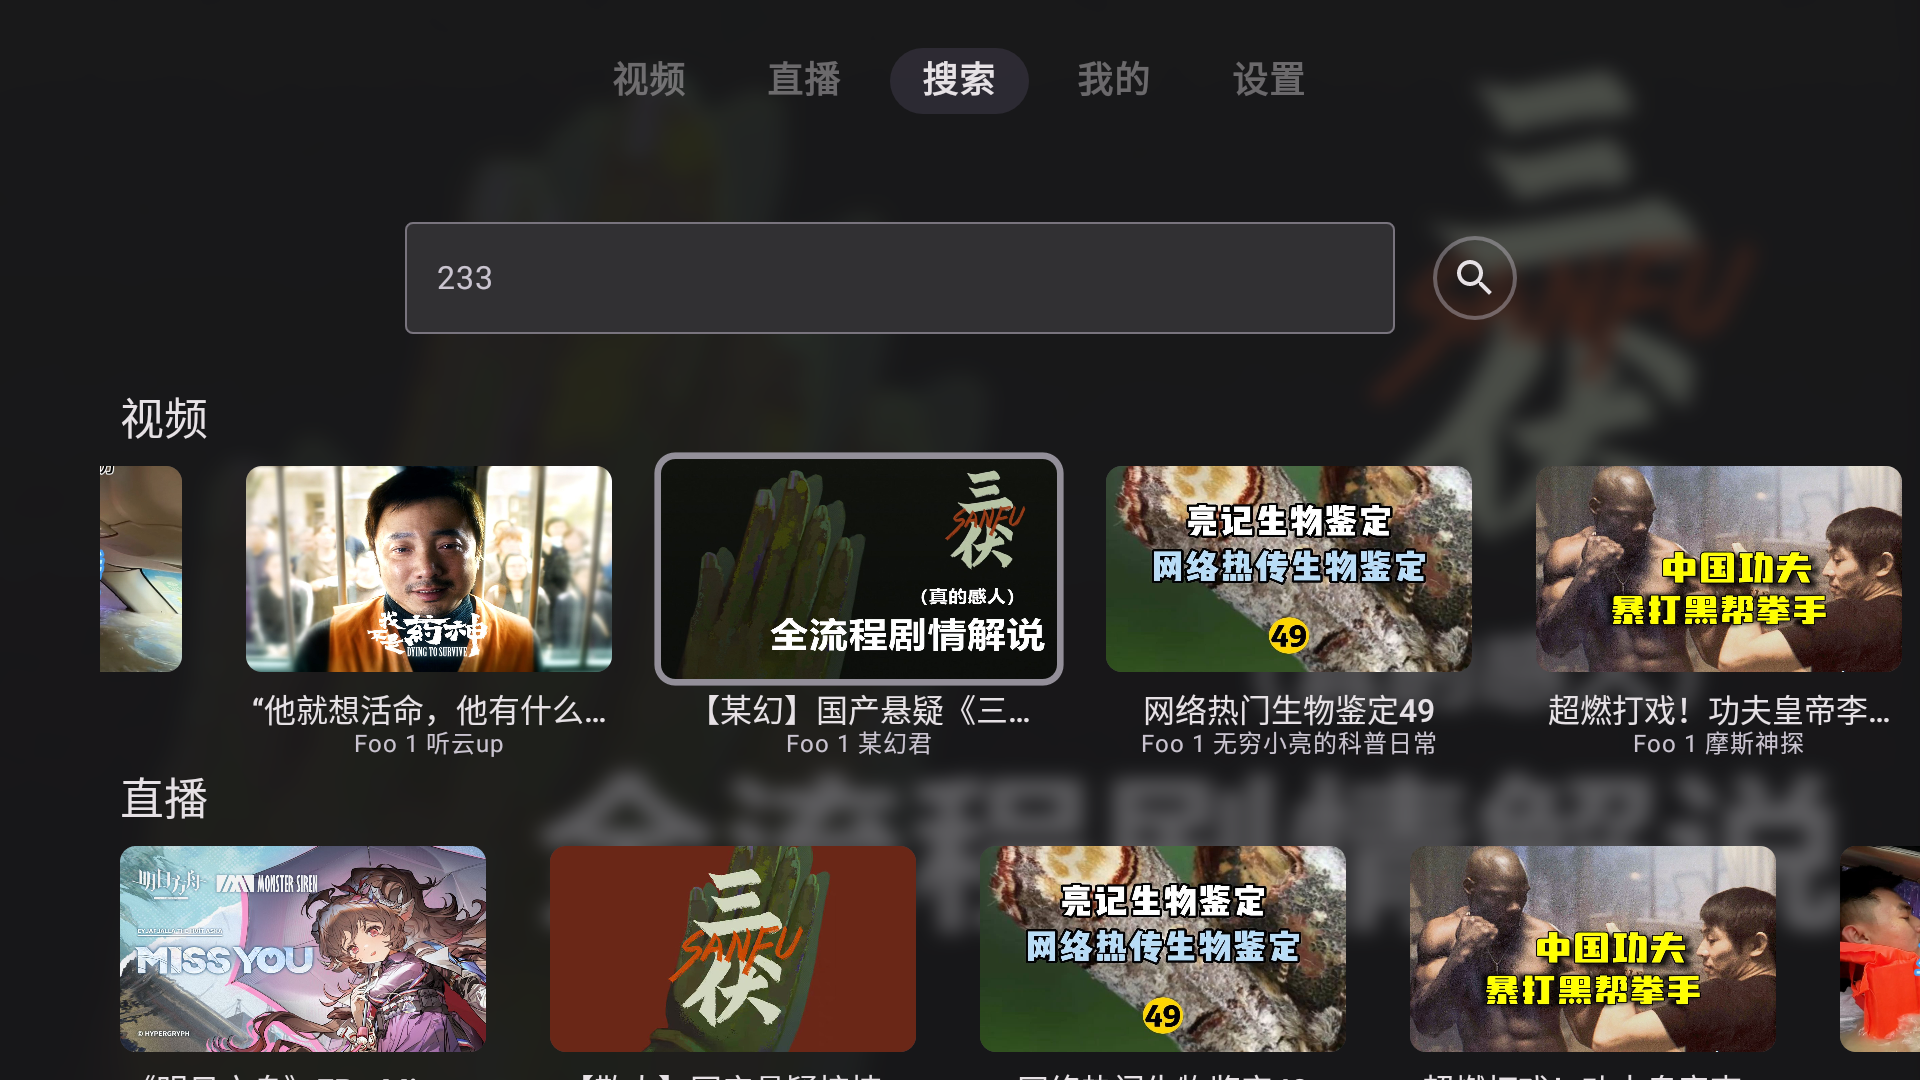 视频 直播 搜索 我的 设置
233
视频
我不是药神
DYING TO SURVIVE
“他就想活命，他有什么...
Foo 1 听云up
三伏
SANFU
(真的感人)
全流程剧情解说
【某幻】国产悬疑《三...
Foo 1 某幻君
亮记生物鉴定
网络热传生物鉴定
49
网络热门生物鉴定49
Foo 1 无穷小亮的科普日常
中国功夫
暴打黑帮拳手
超燃打戏！功夫皇帝李...
Foo 1 摩斯神探
直播
明日方舟 MONSTER SIREN
MISS YOU
© HYPERGRYPH
三伏
SANFU
亮记生物鉴定
网络热传生物鉴定
49
中国功夫
暴打黑帮拳手